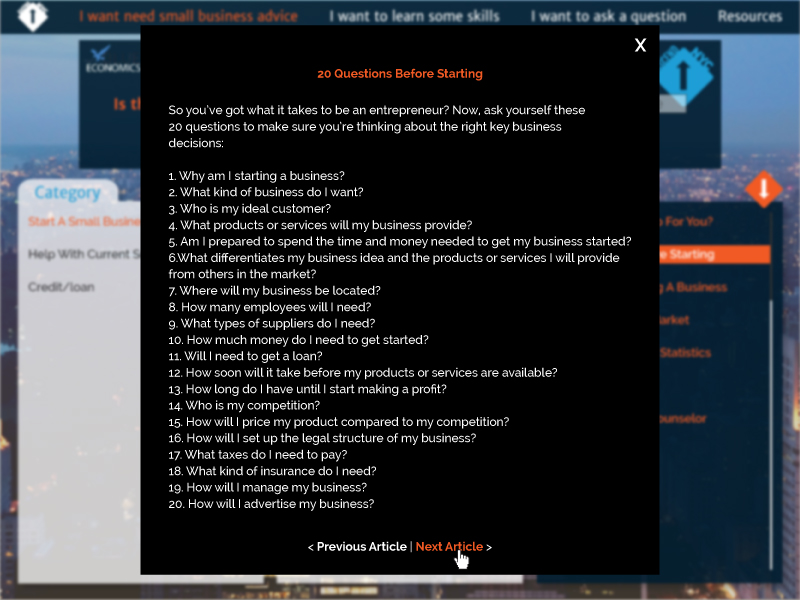 I want need small business advice
I want to learn some skills
I want to ask a question
Resources
ECONOMICS
X
20 Questions Before Starting
So you've got what it takes to be an entrepreneur? Now, ask yourself these
20 questions to make sure you're thinking about the right key business
decisions:
1. Why am I starting a business?
2. What kind of business do I want?
3. Who is my ideal customer?
4. What products or services will my business provide?
5. Am I prepared to spend the time and money needed to get my business started?
6.What differentiates my business idea and the products or services I will provide
from others in the market?
7. Where will my business be located?
8. How many employees will I need?
9. What types of suppliers do I need?
10. How much money do I need to get started?
11. Will I need to get a loan?
12. How soon will it take before my products or services are available?
13. How long do I have until I start making a profit?
14. Who is my competition?
15. How will I price my product compared to my competition?
16. How will I set up the legal structure of my business?
17. What taxes do I need to pay?
18. What kind of insurance do I need?
19. How will I manage my business?
20. How will I advertise my business?
< Previous Article | Next Article >
Category
Start A Small Busine
Help With Current S
Credit/loan
For You?
Starting
A Business
arket
Statistics
ounselor